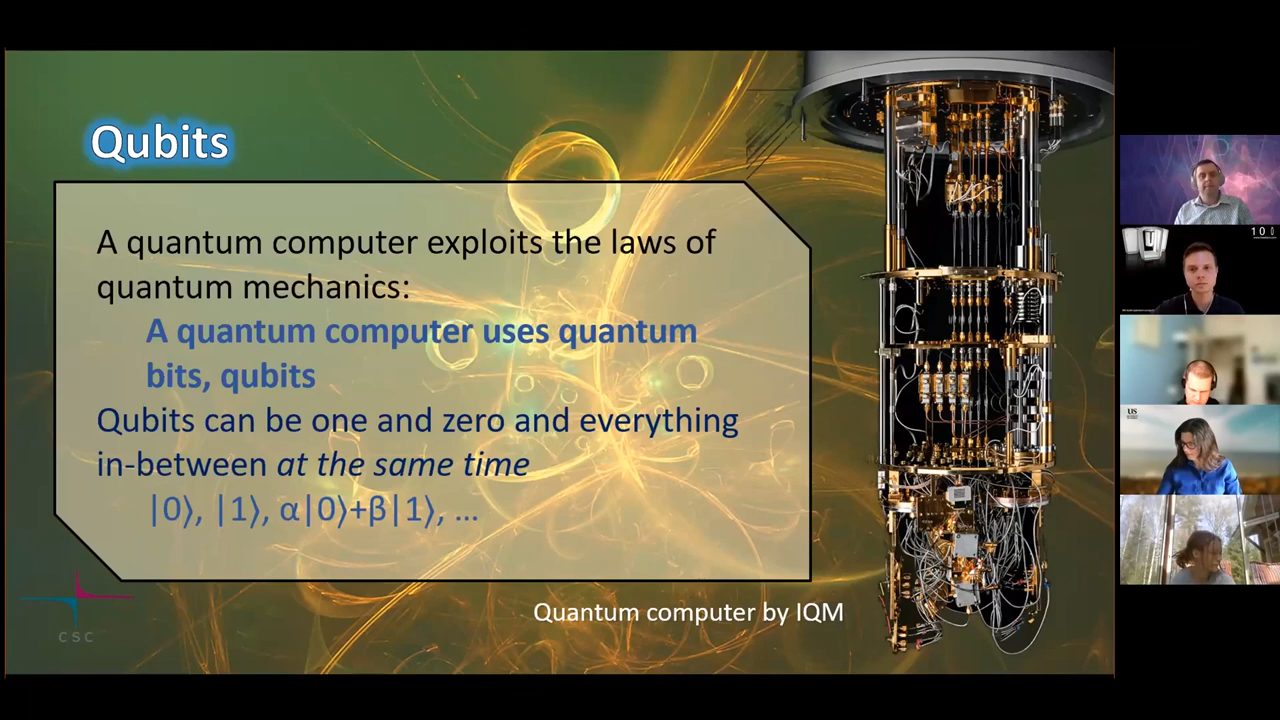 Qubits
A quantum computer exploits the laws of
quantum mechanics:
A quantum computer uses quantum
bits, qubits
Qubits can be one and zero and everything
in-between at the same time
|0⟩, |1⟩, α|0⟩+β|1⟩, ...
Quantum computer by IQM
CSC
100
US